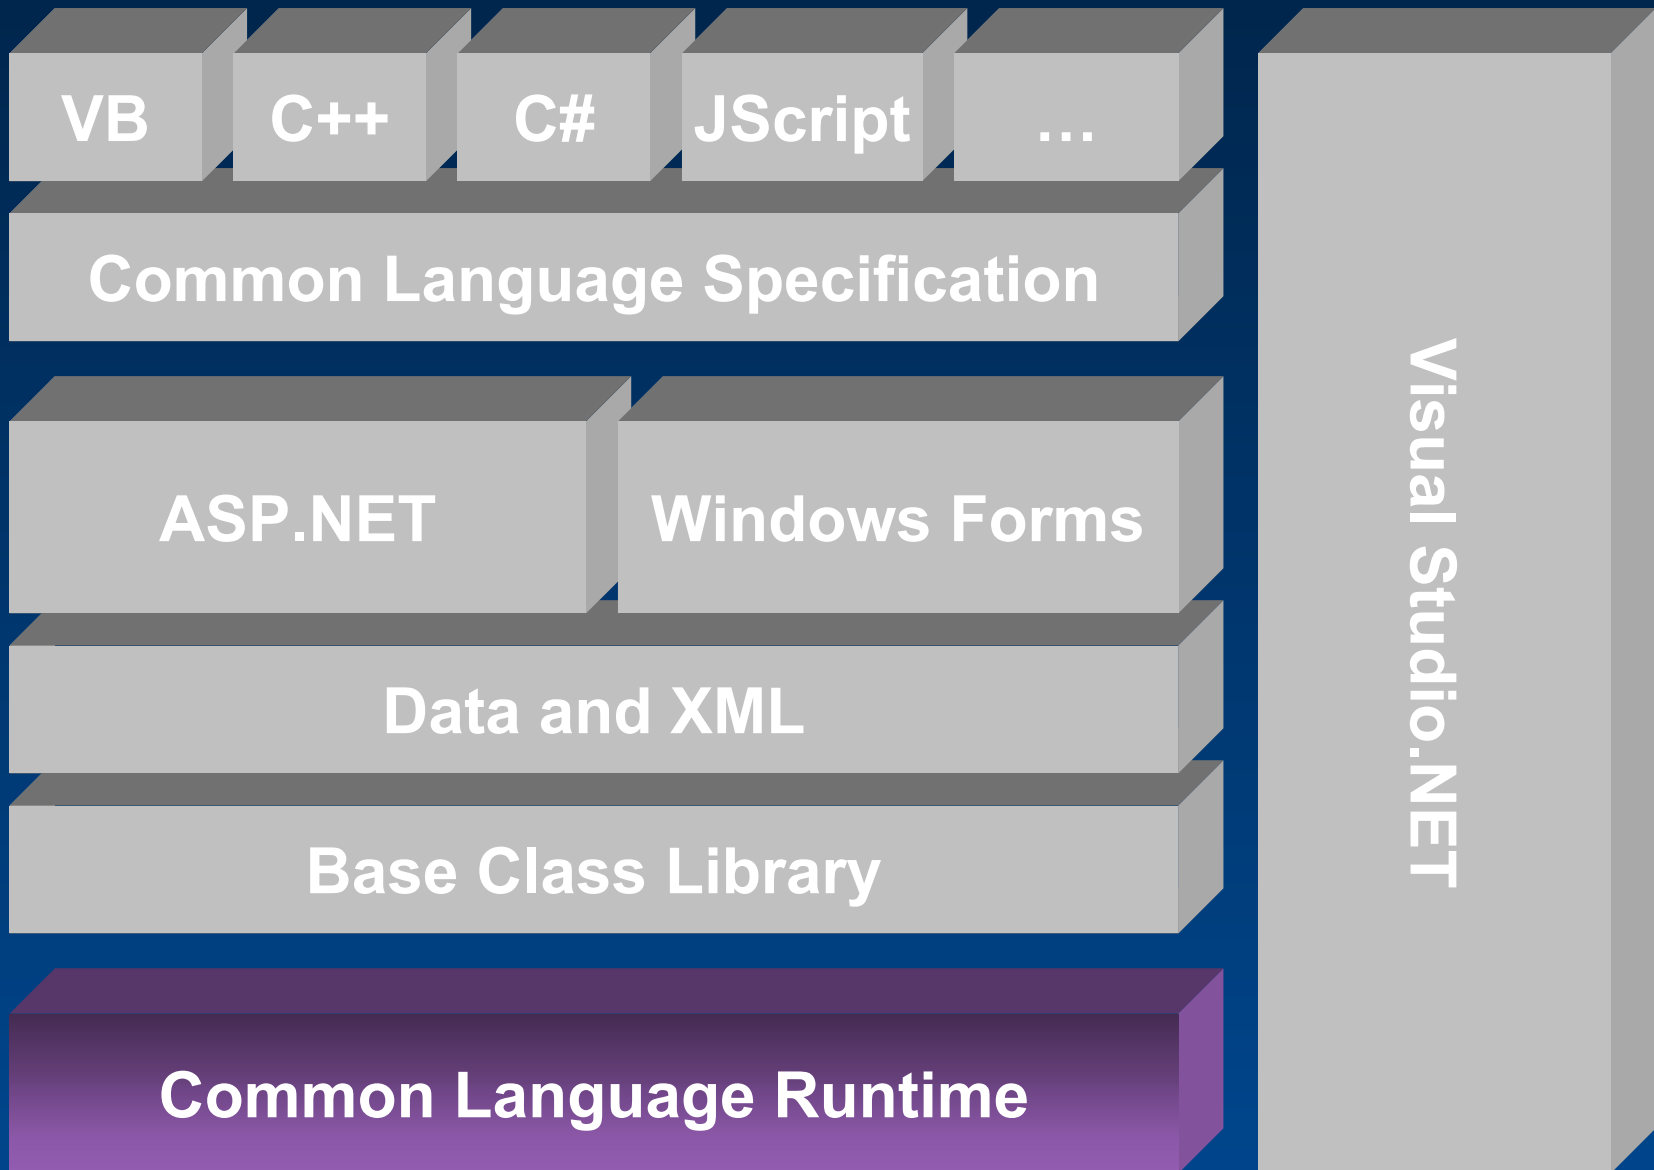 VB
C++
C#
JScript
…
Common Language Specification
ASP.NET
Windows Forms
Data and XML
Base Class Library
Common Language Runtime
Visual Studio.NET